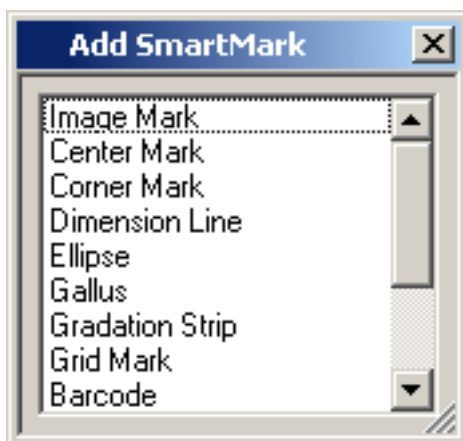 Add SmartMark
Image Mark
Center Mark
Corner Mark
Dimension Line
Ellipse
Gallus
Gradation Strip
Grid Mark
Barcode